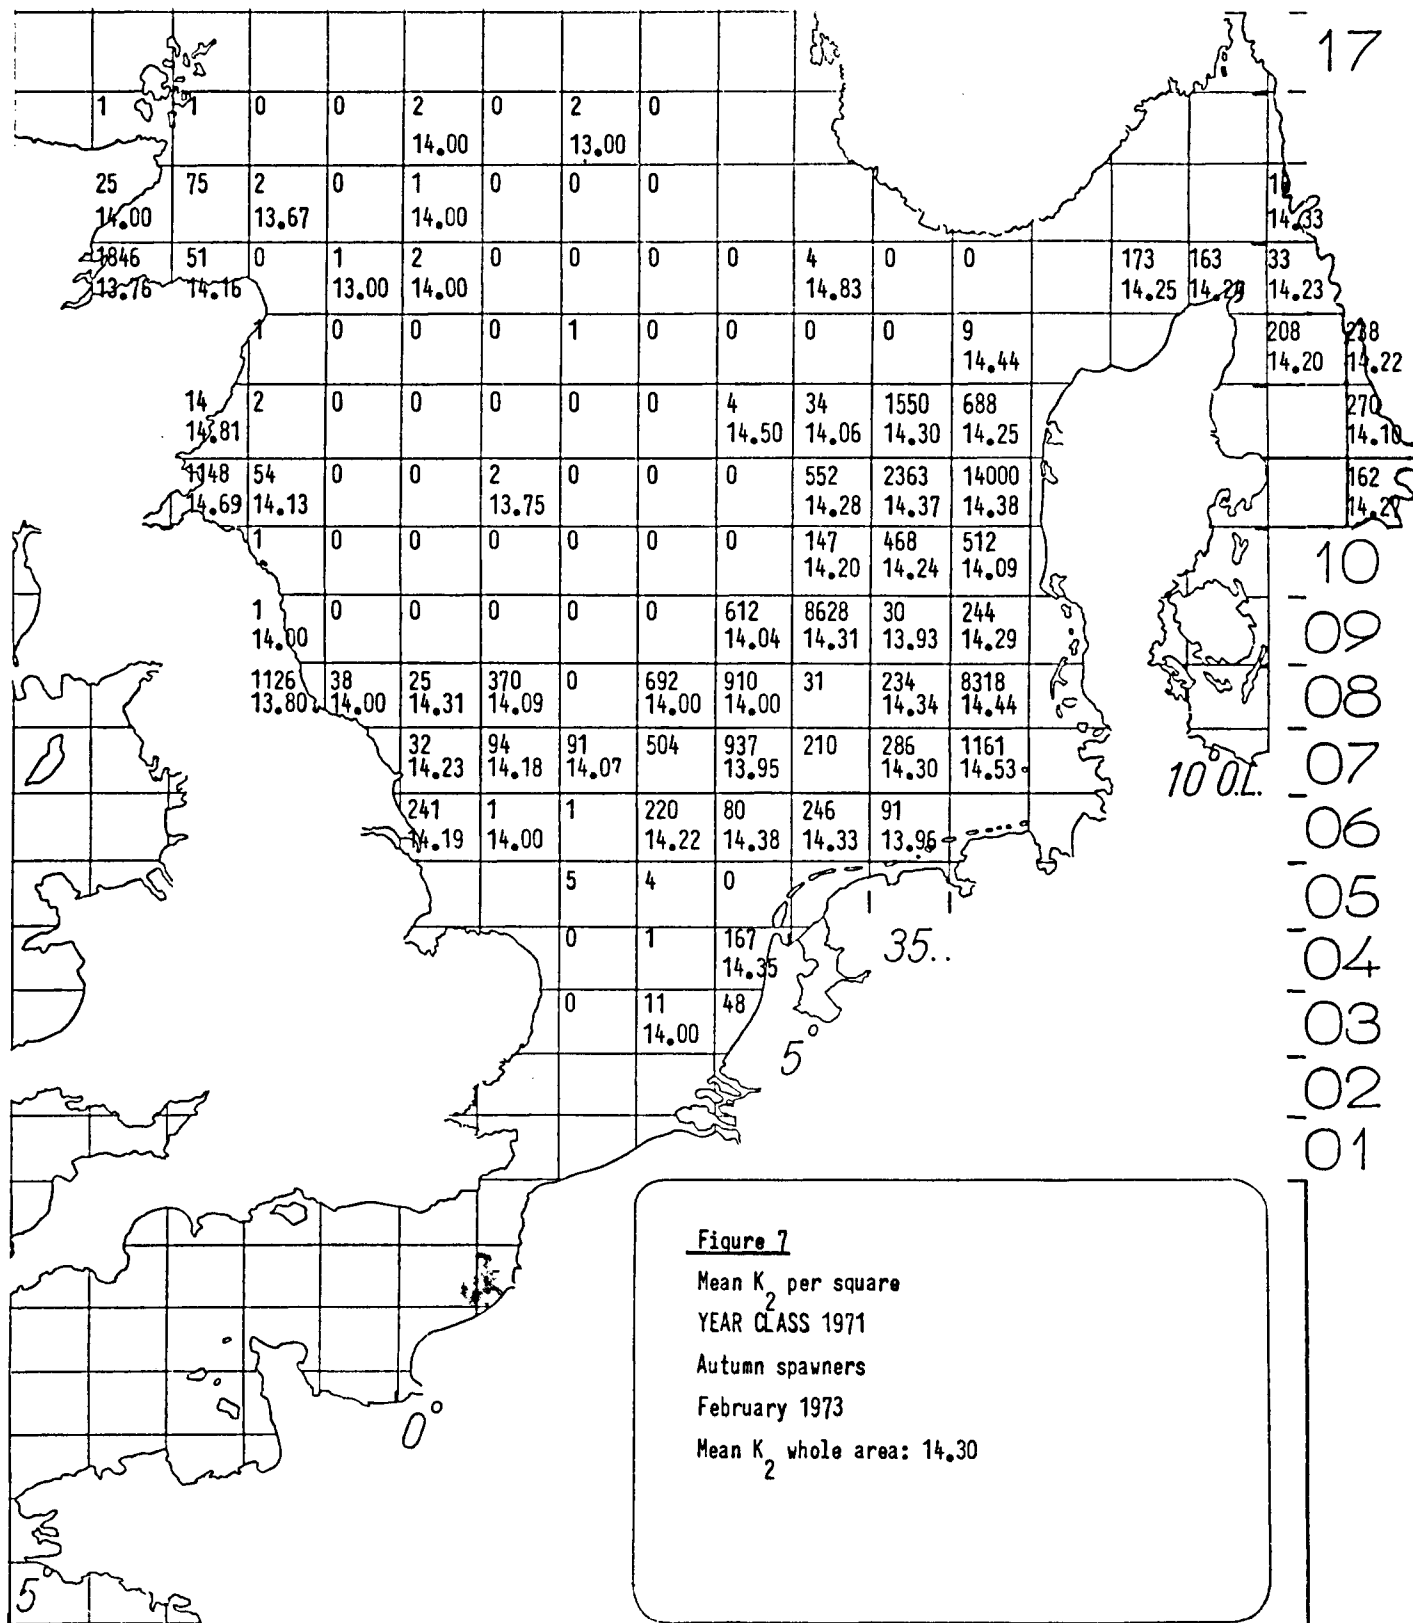 17
1 1 0 0 2 0 2 0
14.00 13.00
25 75 2 0 1 0 0 0
14.00 13.67 14.00 14.33
1846 51 0 1 2 0 0 0 0 4 0 0 173 163 33
13.76 14.16 13.00 14.00 14.83 14.25 14.29 14.23
1 0 0 0 1 0 0 0 0 9 208 238
14.44 14.20 14.22
14 2 0 0 0 0 0 4 34 1550 688 270
14.81 14.50 14.06 14.30 14.25 14.10
1148 54 0 0 2 0 0 0 552 2363 14000 162
14.69 14.13 13.75 14.28 14.37 14.38
1 0 0 0 0 0 0 147 468 512 10
14.20 14.24 14.09
1 0 0 0 0 0 612 8628 30 244 09
14.00 14.04 14.31 13.93 14.29
1126 38 25 370 0 692 910 31 234 8318 08
13.80 14.00 14.31 14.09 14.00 14.00 14.34 14.44
32 94 91 504 937 210 286 1161 07
14.23 14.18 14.07 13.95 14.30 14.53
10°O.L.
241 1 1 220 80 246 91 06
14.19 14.00 14.22 14.38 14.33 13.96
5 4 0 05
0 1 167 35.. 04
14.35
0 11 48 03
14.00
5°
02
01
Figure 7
Mean K2 per square
YEAR CLASS 1971
Autumn spawners
February 1973
Mean K2 whole area: 14.30
0°
5°